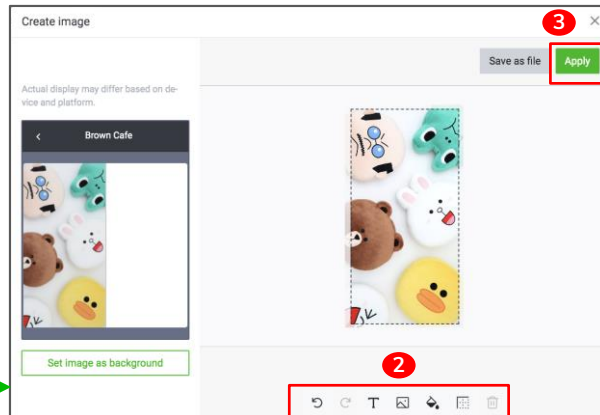 Create image
3
Save as file
Apply
Actual display may differ based on de-
vice and platform.
Brown Cafe
Set image as background
2
T